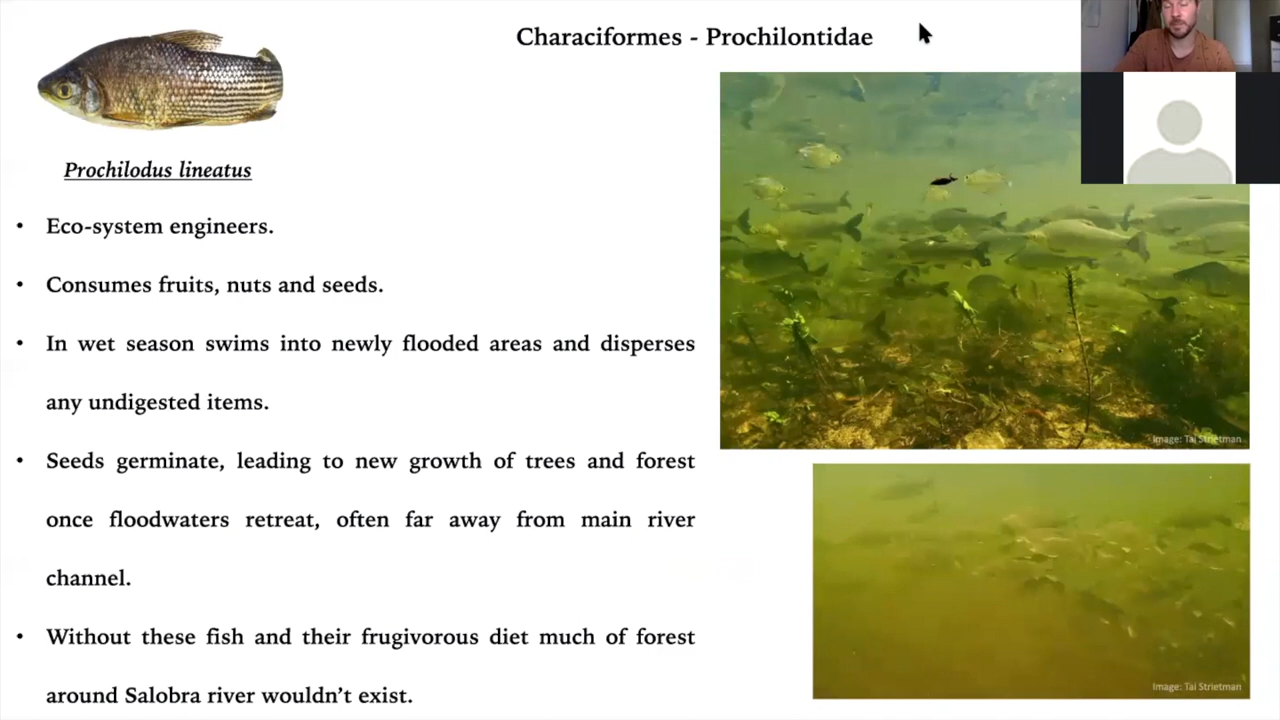 Characiformes - Prochilontidae
Prochilodus lineatus
• Eco-system engineers.
• Consumes fruits, nuts and seeds.
• In wet season swims into newly flooded areas and disperses
any undigested items.
• Seeds germinate, leading to new growth of trees and forest
once floodwaters retreat, often far away from main river
channel.
• Without these fish and their frugivorous diet much of forest
around Salobra river wouldn’t exist.
Image: Tai Strietman
Image: Tai Strietman